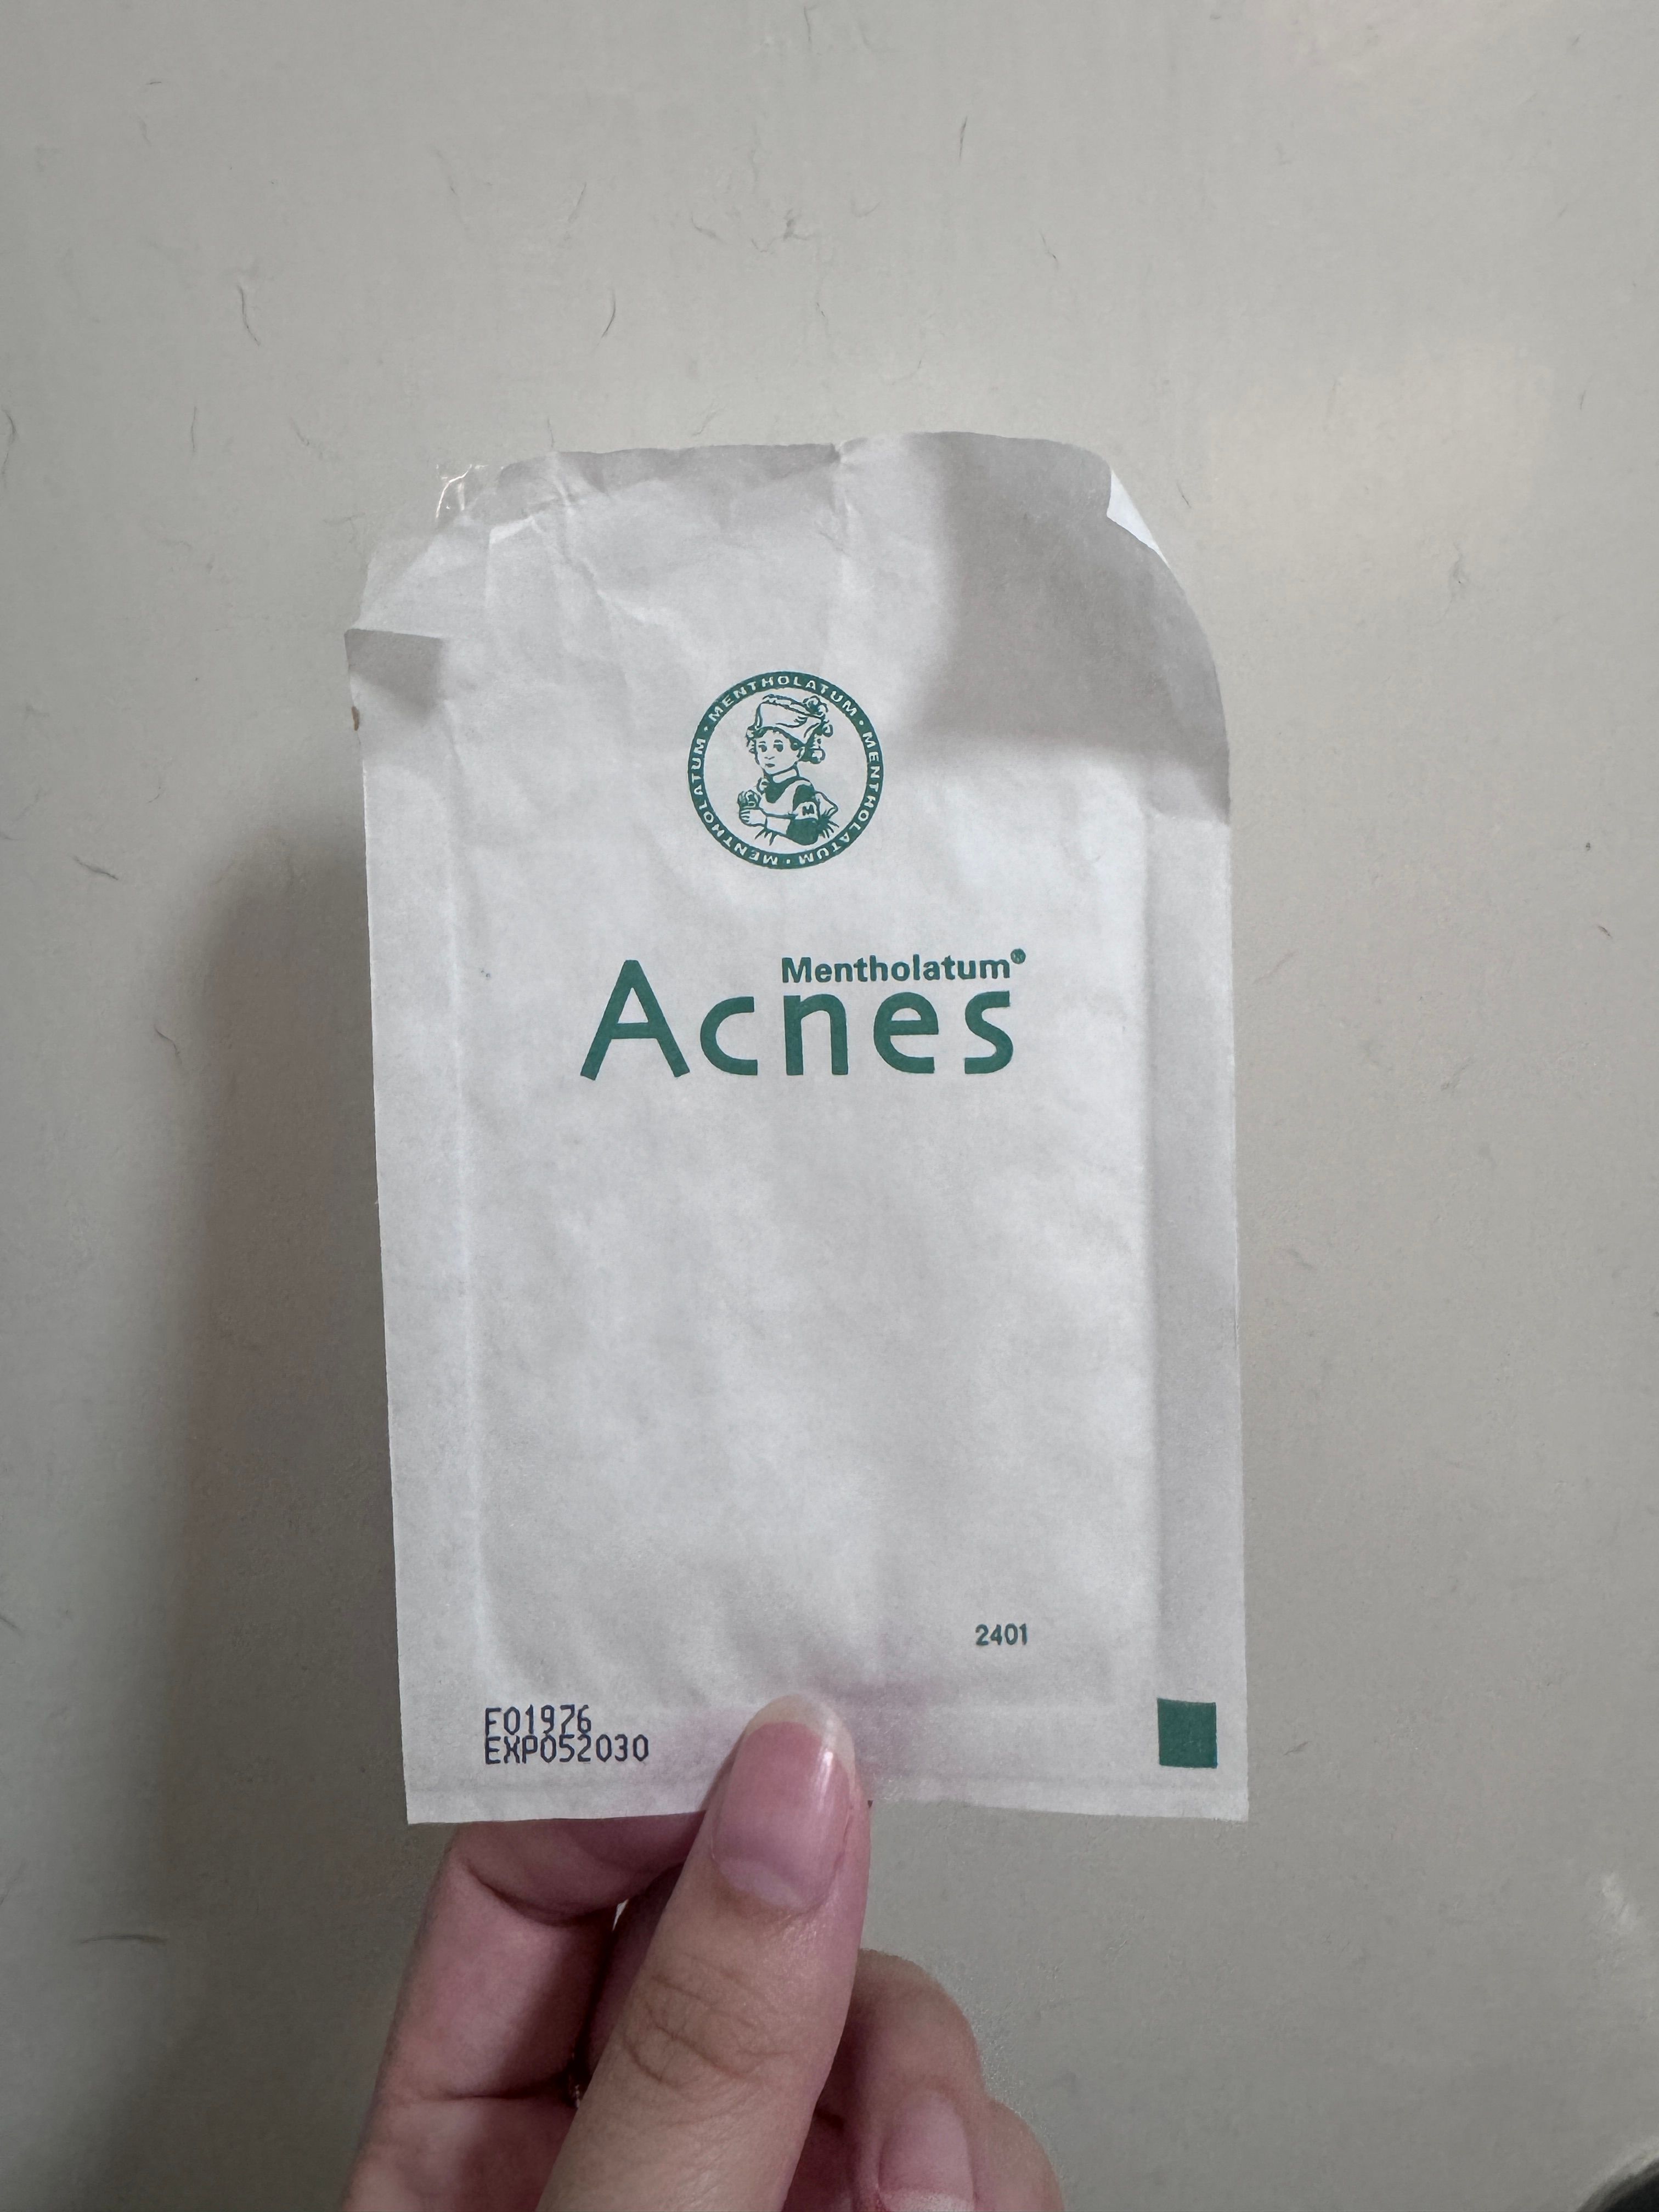 MENTHOLATUM · MENTHOLATUM · MENTHOLATUM · MENTHOLATUM ·
M
Mentholatum®
Acnes
2401
F01976
EXP052030